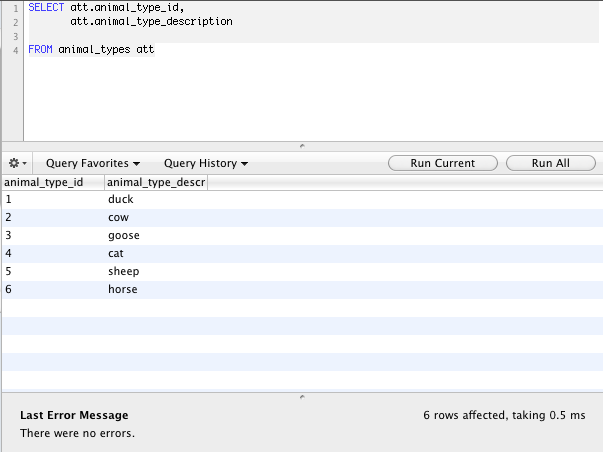 1 SELECT att.animal_type_id,
2 att.animal_type_description
3
4 FROM animal_types att
Query Favorites Query History Run Current Run All
animal_type_id animal_type_descr
1 duck
2 cow
3 goose
4 cat
5 sheep
6 horse
Last Error Message 6 rows affected, taking 0.5 ms
There were no errors.